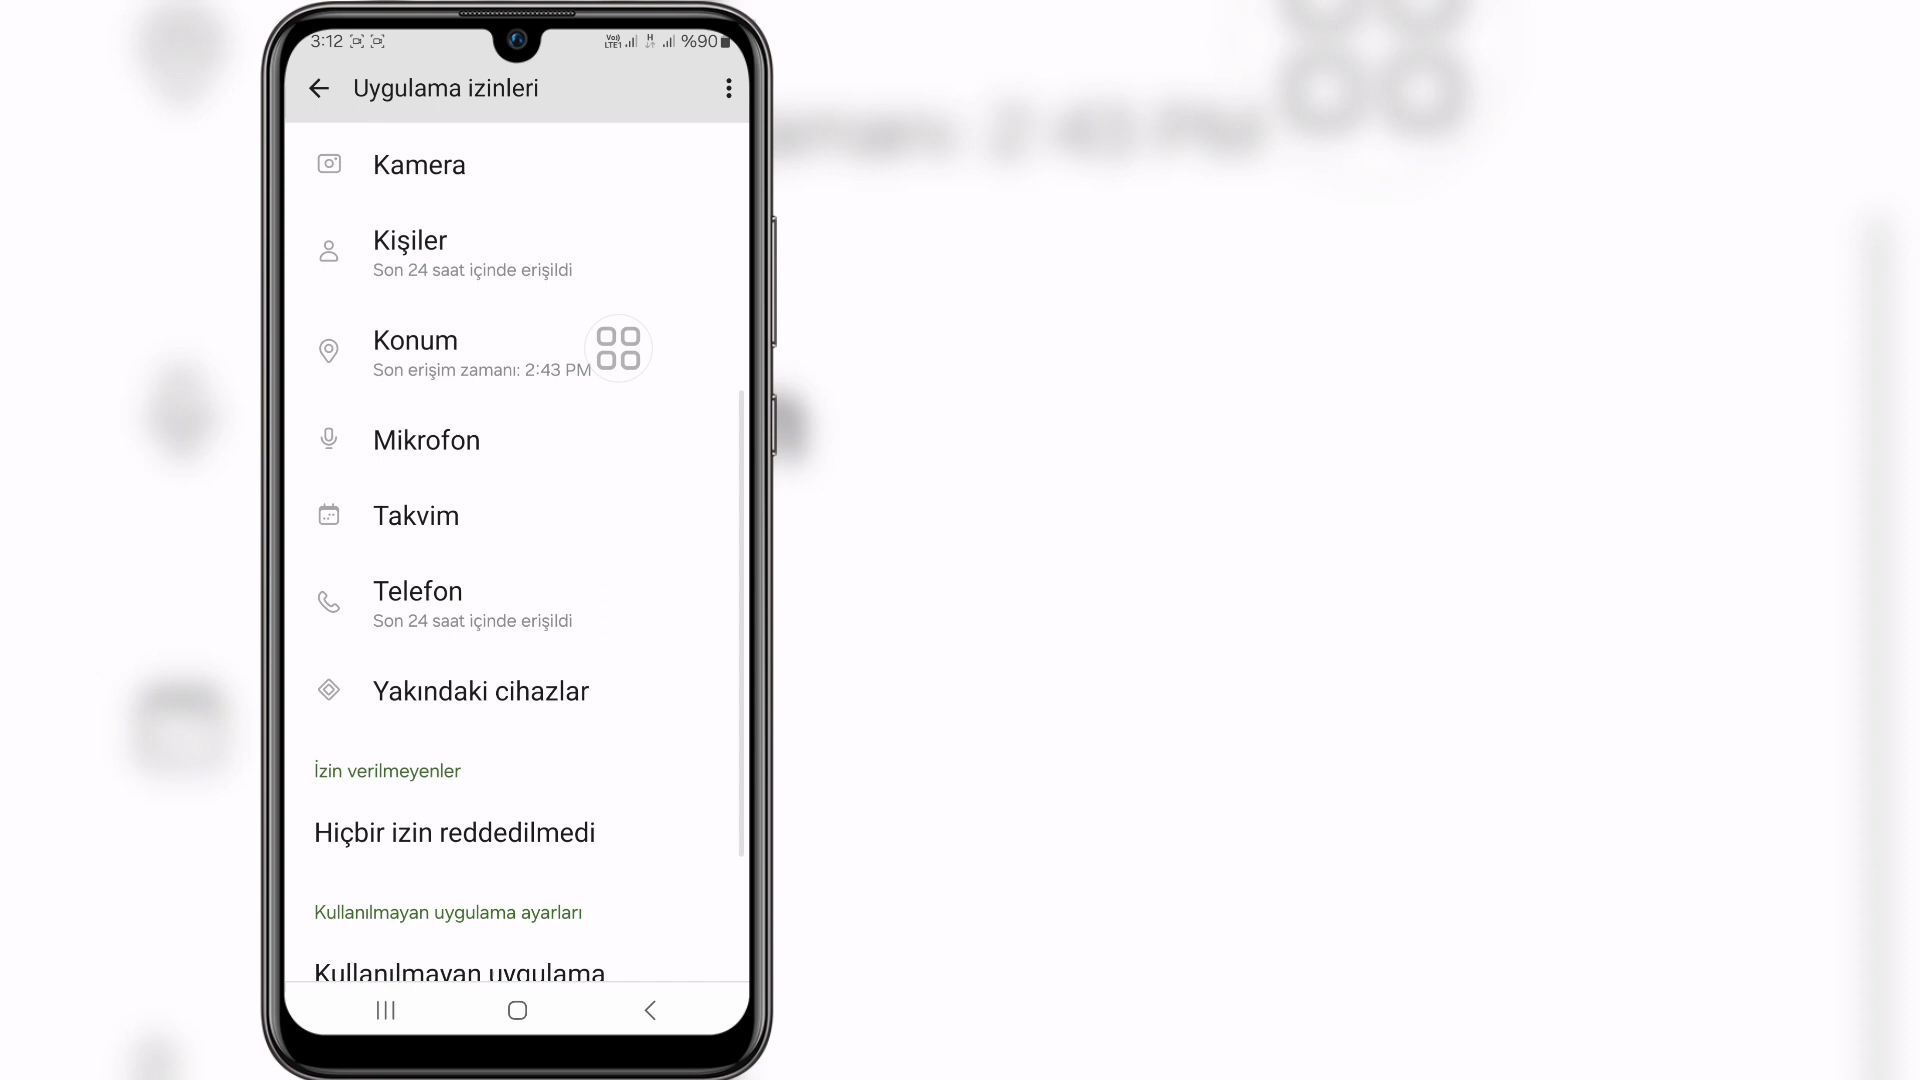 3:12 Vo) LTE1 H %90
Uygulama izinleri
Kamera
Kişiler
Son 24 saat içinde erişildi
Konum
Son erişim zamanı: 2:43 PM
Mikrofon
Takvim
Telefon
Son 24 saat içinde erişildi
Yakındaki cihazlar
İzin verilmeyenler
Hiçbir izin reddedilmedi
Kullanılmayan uygulama ayarları
Kullanılmayan uygulama